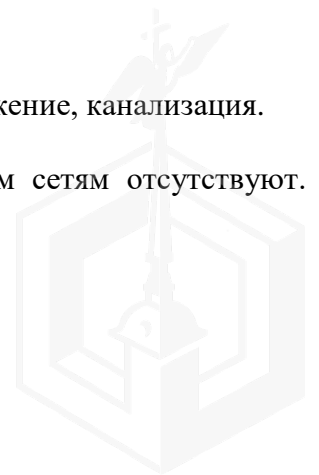 жение, канализация.
м сетям отсутствуют.